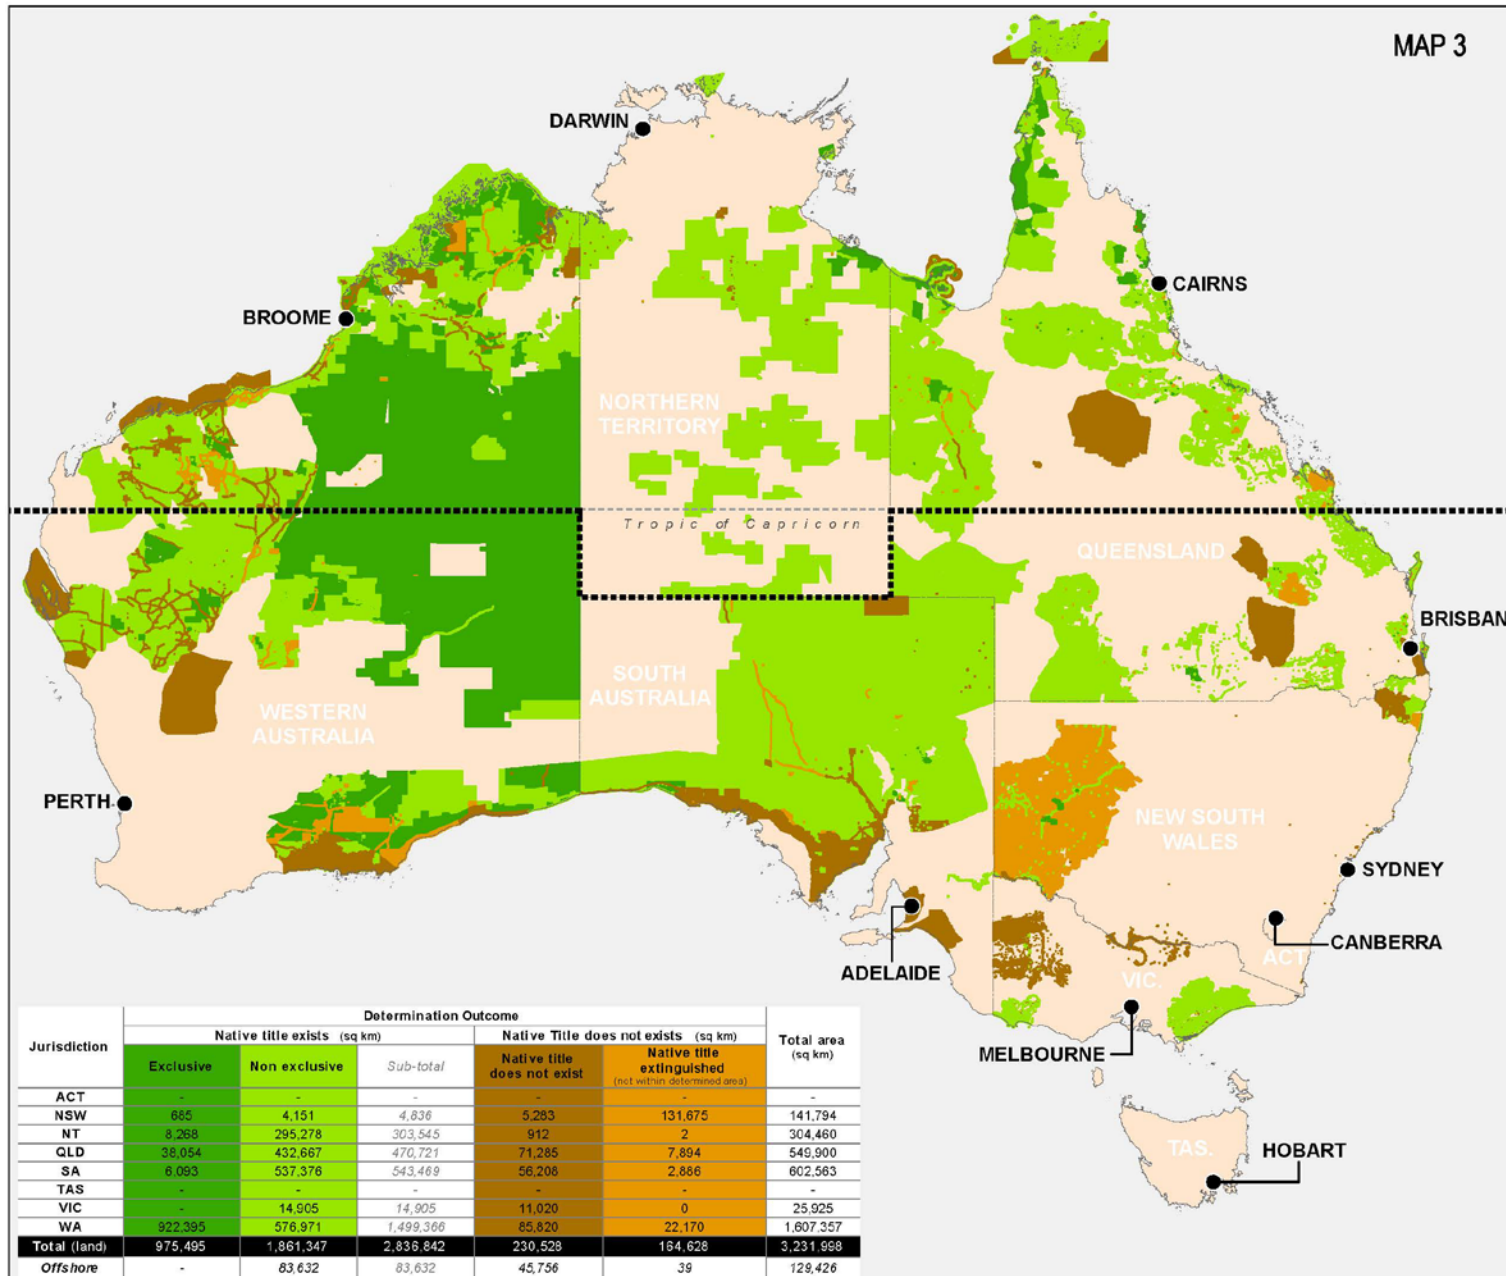 MAP 3
DARWIN
CAIRNS
BROOME
NORTHERN
TERRITORY
Tropic of Capricorn
QUEENSLAND
BRISBAN
SOUTH
AUSTRALIA
WESTERN
AUSTRALIA
PERTH
NEW SOUTH
WALES
SYDNEY
CANBERRA
ACT
ADELAIDE
VIC.
MELBOURNE
TAS.
HOBART
Jurisdiction Determination Outcome Total area
(sq km)
Native title exists (sq km) Native Title does not exists (sq km)
Exclusive Non exclusive Sub-total Native title
does not exist Native title
extinguished
(not within determined area)
ACT - - - - - -
NSW 685 4,151 4,836 5,283 131,675 141,794
NT 8,268 295,278 303,545 912 2 304,460
QLD 38,054 432,667 470,721 71,285 7,894 549,900
SA 6,093 537,376 543,469 56,208 2,886 602,563
TAS - - - - - -
VIC - 14,905 14,905 11,020 0 25,925
WA 922,395 576,971 1,499,366 85,820 22,170 1,607,357
Total (land) 975,495 1,861,347 2,836,842 230,528 164,628 3,231,998
Offshore - 83,632 83,632 45,756 39 129,426